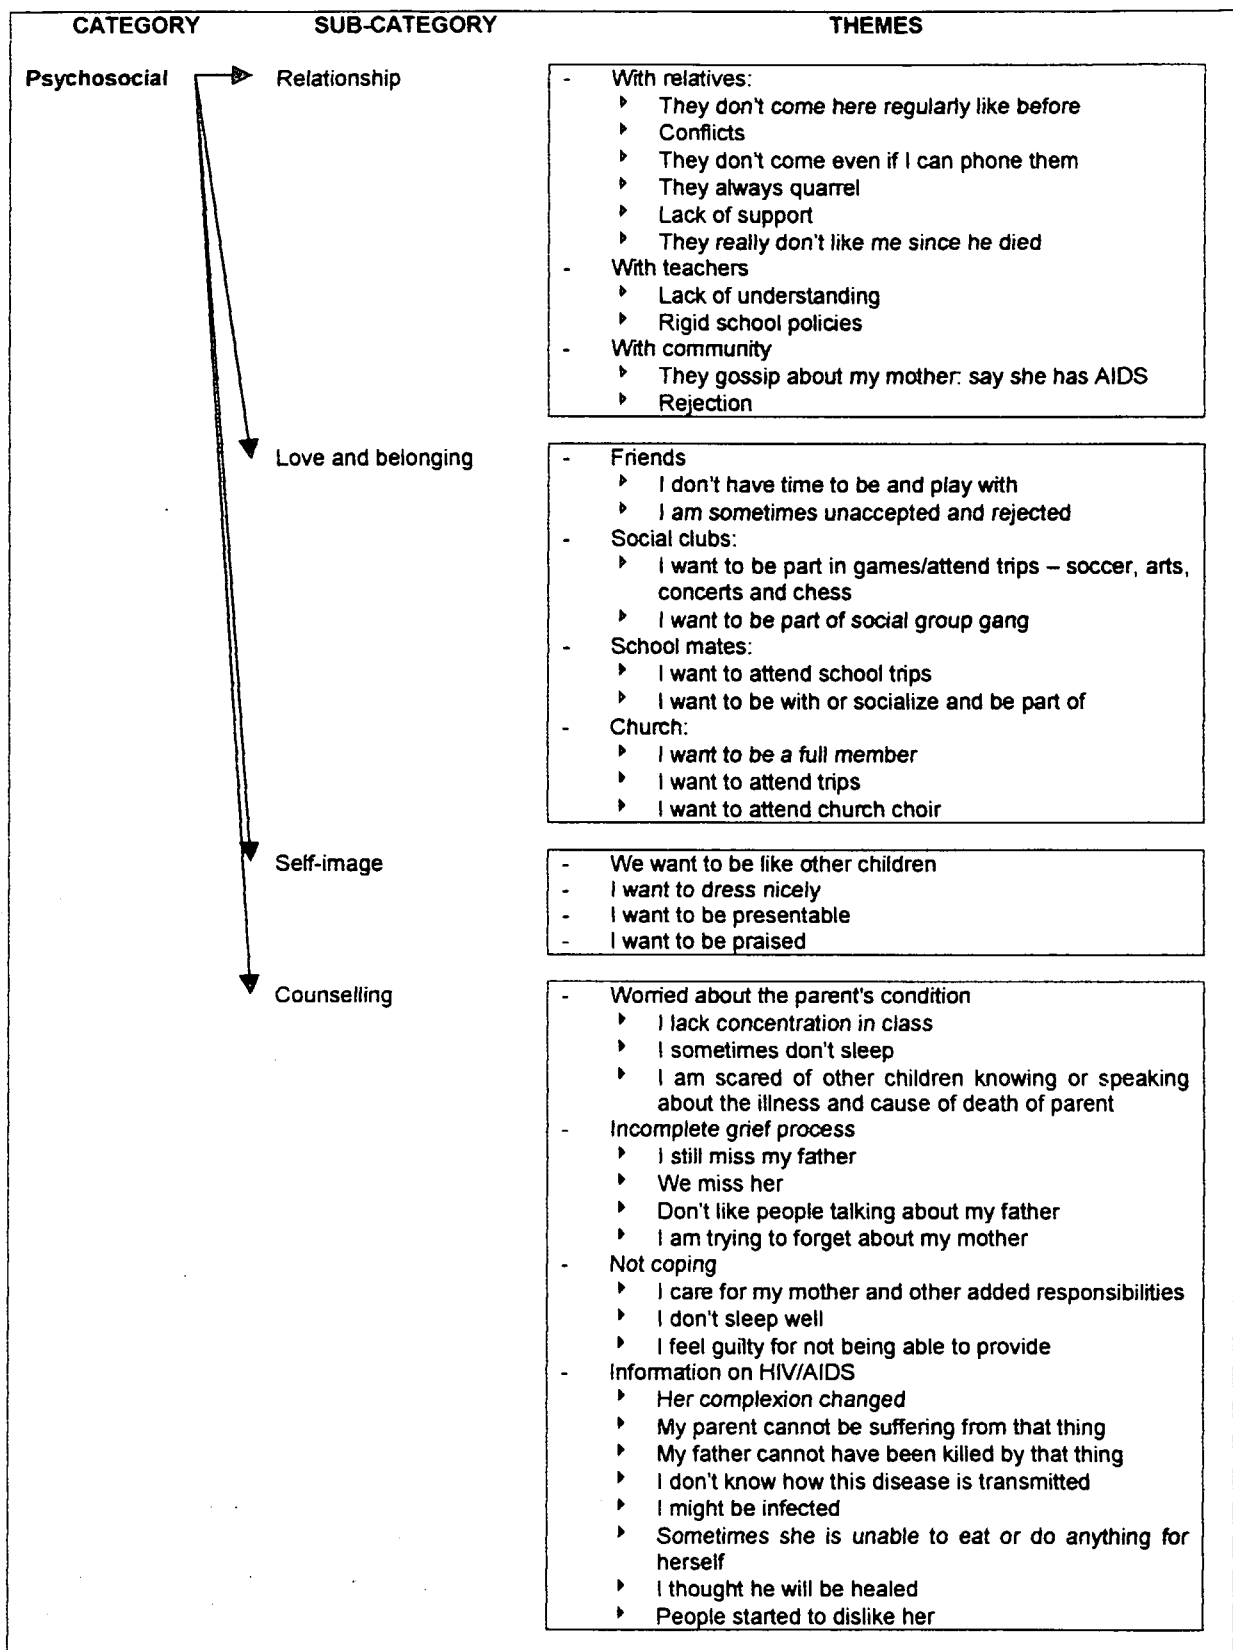 CATEGORY SUB-CATEGORY THEMES
Psychosocial Relationship - With relatives:
They don't come here regularly like before
Conflicts
They don't come even if I can phone them
They always quarrel
Lack of support
They really don't like me since he died
- With teachers
Lack of understanding
Rigid school policies
- With community
They gossip about my mother: say she has AIDS
Rejection
Love and belonging - Friends
I don't have time to be and play with
I am sometimes unaccepted and rejected
- Social clubs:
I want to be part in games/attend trips – soccer, arts,
concerts and chess
I want to be part of social group gang
- School mates:
I want to attend school trips
I want to be with or socialize and be part of
- Church:
I want to be a full member
I want to attend trips
I want to attend church choir
Self-image - We want to be like other children
- I want to dress nicely
- I want to be presentable
- I want to be praised
Counselling - Worried about the parent's condition
I lack concentration in class
I sometimes don't sleep
I am scared of other children knowing or speaking
about the illness and cause of death of parent
- Incomplete grief process
I still miss my father
We miss her
Don't like people talking about my father
I am trying to forget about my mother
- Not coping
I care for my mother and other added responsibilities
I don't sleep well
I feel guilty for not being able to provide
- Information on HIV/AIDS
Her complexion changed
My parent cannot be suffering from that thing
My father cannot have been killed by that thing
I don't know how this disease is transmitted
I might be infected
Sometimes she is unable to eat or do anything for
herself
I thought he will be healed
People started to dislike her